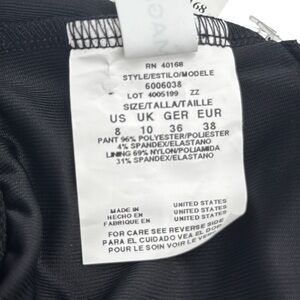 RN 40168
STYLE/ESTILO/MODELE
6006038
LOT 4005199 ZZ
SIZE/TALLA/TAILLE
US UK GER EUR
8 10 36 38
PANT 96% POLYESTER/POLIESTER
4% SPANDEX/ELASTANO
LINING 69% NYLON/POLIAMIDA
31% SPANDEX/ELASTANO
MADE IN UNITED STATES
HECHO EN UNITED STATES
FABRIQUE EN UNITED STATES
FOR CARE SEE REVERSE SIDE
PARA EL CUIDADO VEA EL
POUR LE SOIN VOIR LE